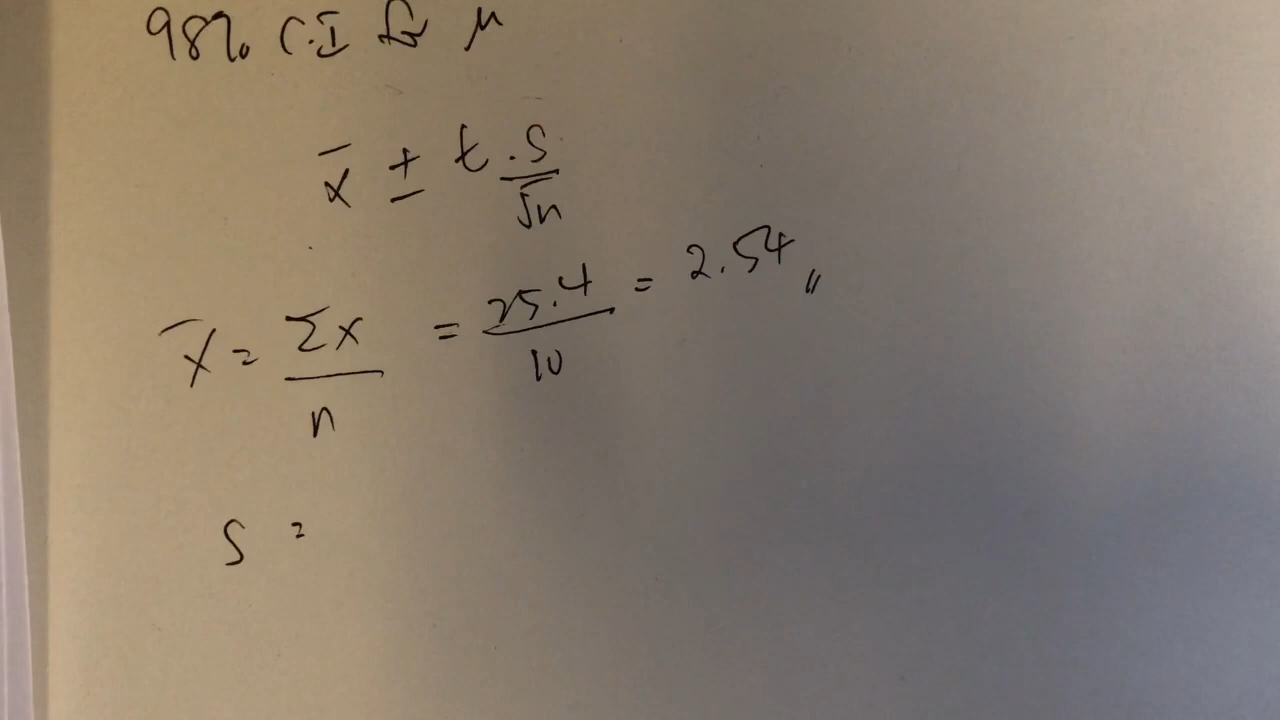 98% C.I for μ
x̄ ± t . s / √n
x̄ = Σx / n = 25.4 / 10 = 2.54 〃
S =